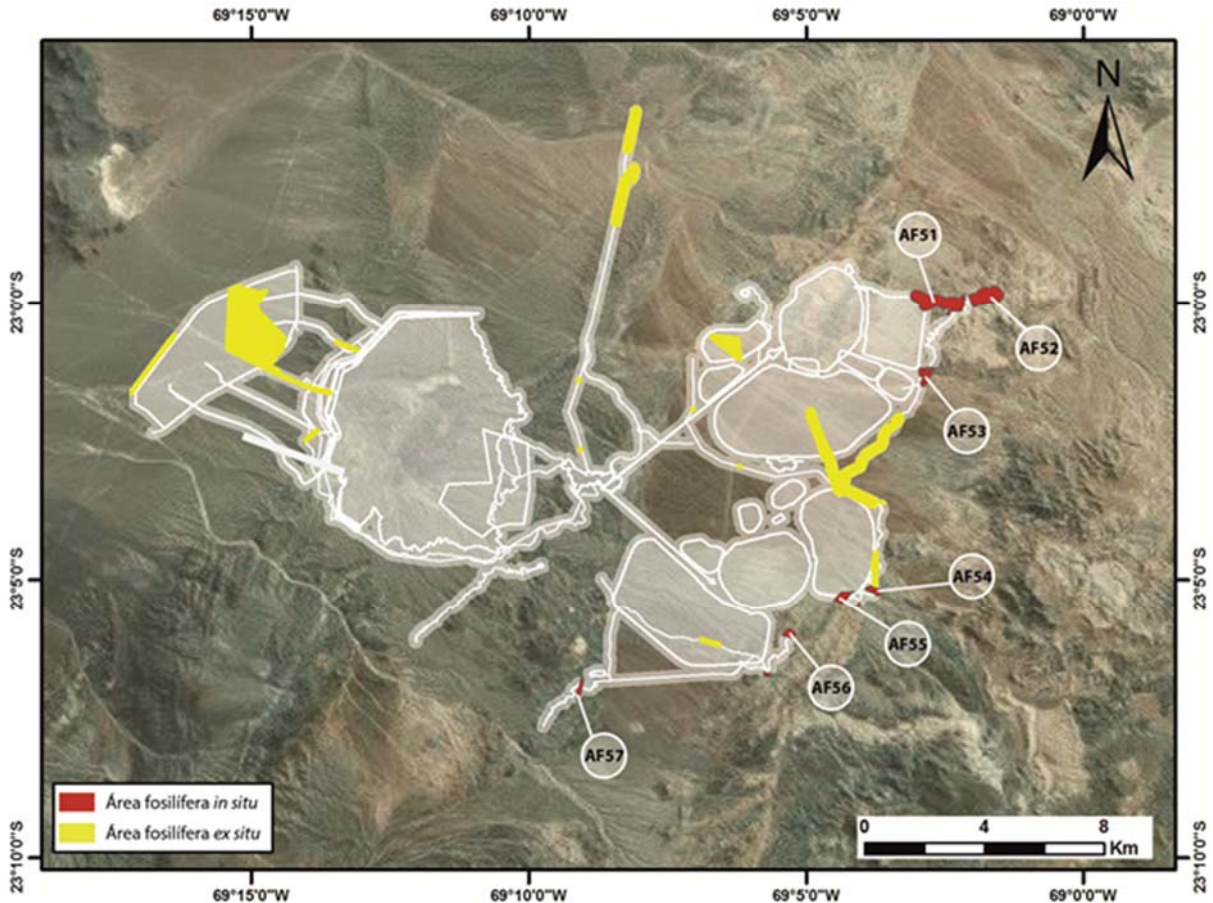 69°15'0"W 69°10'0"W 69°5'0"W 69°0'0"W
N
AF51
23°0'0"S 23°0'0"S
AF52
AF53
AF54
23°5'0"S 23°5'0"S
AF55
AF56
AF57
Área fosilífera in situ
Área fosilífera ex situ
0 4 8
Km
23°10'0"S 23°10'0"S
69°15'0"W 69°10'0"W 69°5'0"W 69°0'0"W